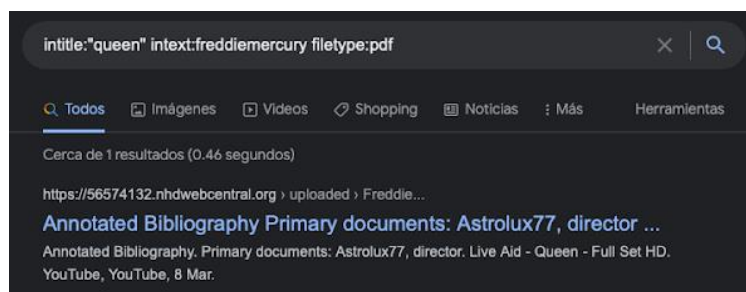 intitle:"queen" intext:freddiemercury filetype:pdf
Todos Imágenes Videos Shopping Noticias Más Herramientas
Cerca de 1 resultados (0.46 segundos)
https://56574132.nhdwebcentral.org › uploaded › Freddie...
Annotated Bibliography Primary documents: Astrolux77, director ...
Annotated Bibliography. Primary documents: Astrolux77, director. Live Aid - Queen - Full Set HD.
YouTube, YouTube, 8 Mar.